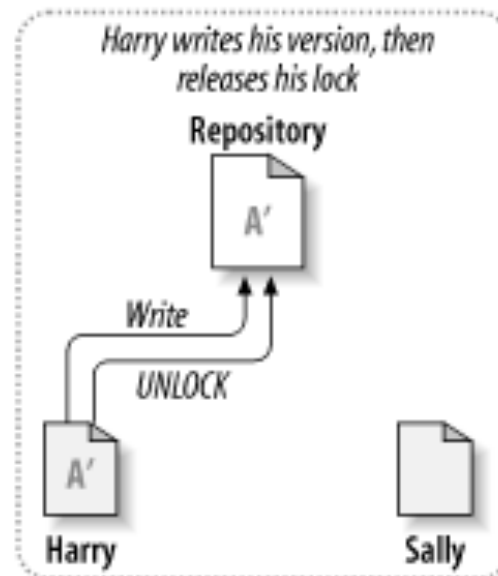 Harry writes his version, then
releases his lock
Repository
A′
Write
UNLOCK
A′
Harry
Sally